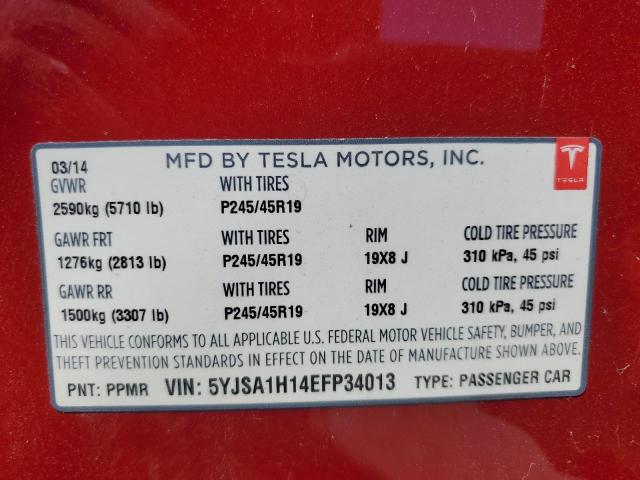 03/14 MFD BY TESLA MOTORS, INC.
TESLA
GVWR WITH TIRES
2590kg (5710 lb) P245/45R19
GAWR FRT WITH TIRES RIM COLD TIRE PRESSURE
1276kg (2813 lb) P245/45R19 19X8 J 310 kPa, 45 psi
GAWR RR WITH TIRES RIM COLD TIRE PRESSURE
1500kg (3307 lb) P245/45R19 19X8 J 310 kPa, 45 psi
THIS VEHICLE CONFORMS TO ALL APPLICABLE U.S. FEDERAL MOTOR VEHICLE SAFETY, BUMPER, AND
THEFT PREVENTION STANDARDS IN EFFECT ON THE DATE OF MANUFACTURE SHOWN ABOVE.
PNT: PPMR VIN: 5YJSA1H14EFP34013 TYPE: PASSENGER CAR